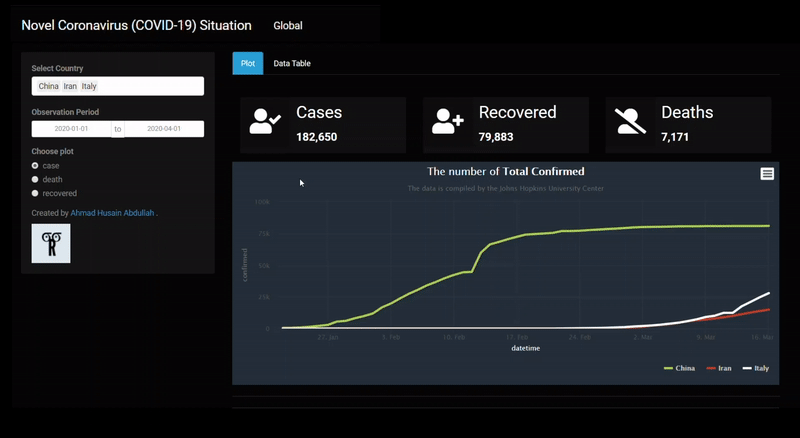 Novel Coronavirus (COVID-19) Situation Global
Select Country
China Iran Italy
Observation Period
2020-01-01 to 2020-04-01
Choose plot
case
death
recovered
Created by Ahmad Husain Abdullah .
Plot Data Table
Cases
182,650
Recovered
79,883
Deaths
7,171
The number of Total Confirmed
The data is compiled by the Johns Hopkins University Center
confirmed
100k
75k
50k
25k
0
27. Jan 3. Feb 10. Feb 17. Feb 24. Feb 2. Mar 9. Mar 16. Mar
datetime
China Iran Italy